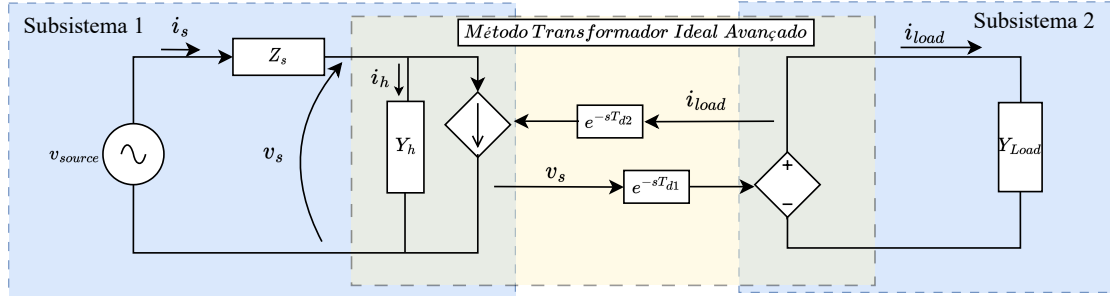 Subsistema 1
Subsistema 2
Método Transformador Ideal Avançado
i_s
i_load
Z_s
i_h
i_load
e^{-sT_{d2}}
Y_h
Y_Load
v_source
v_s
v_s
e^{-sT_{d1}}
+
−